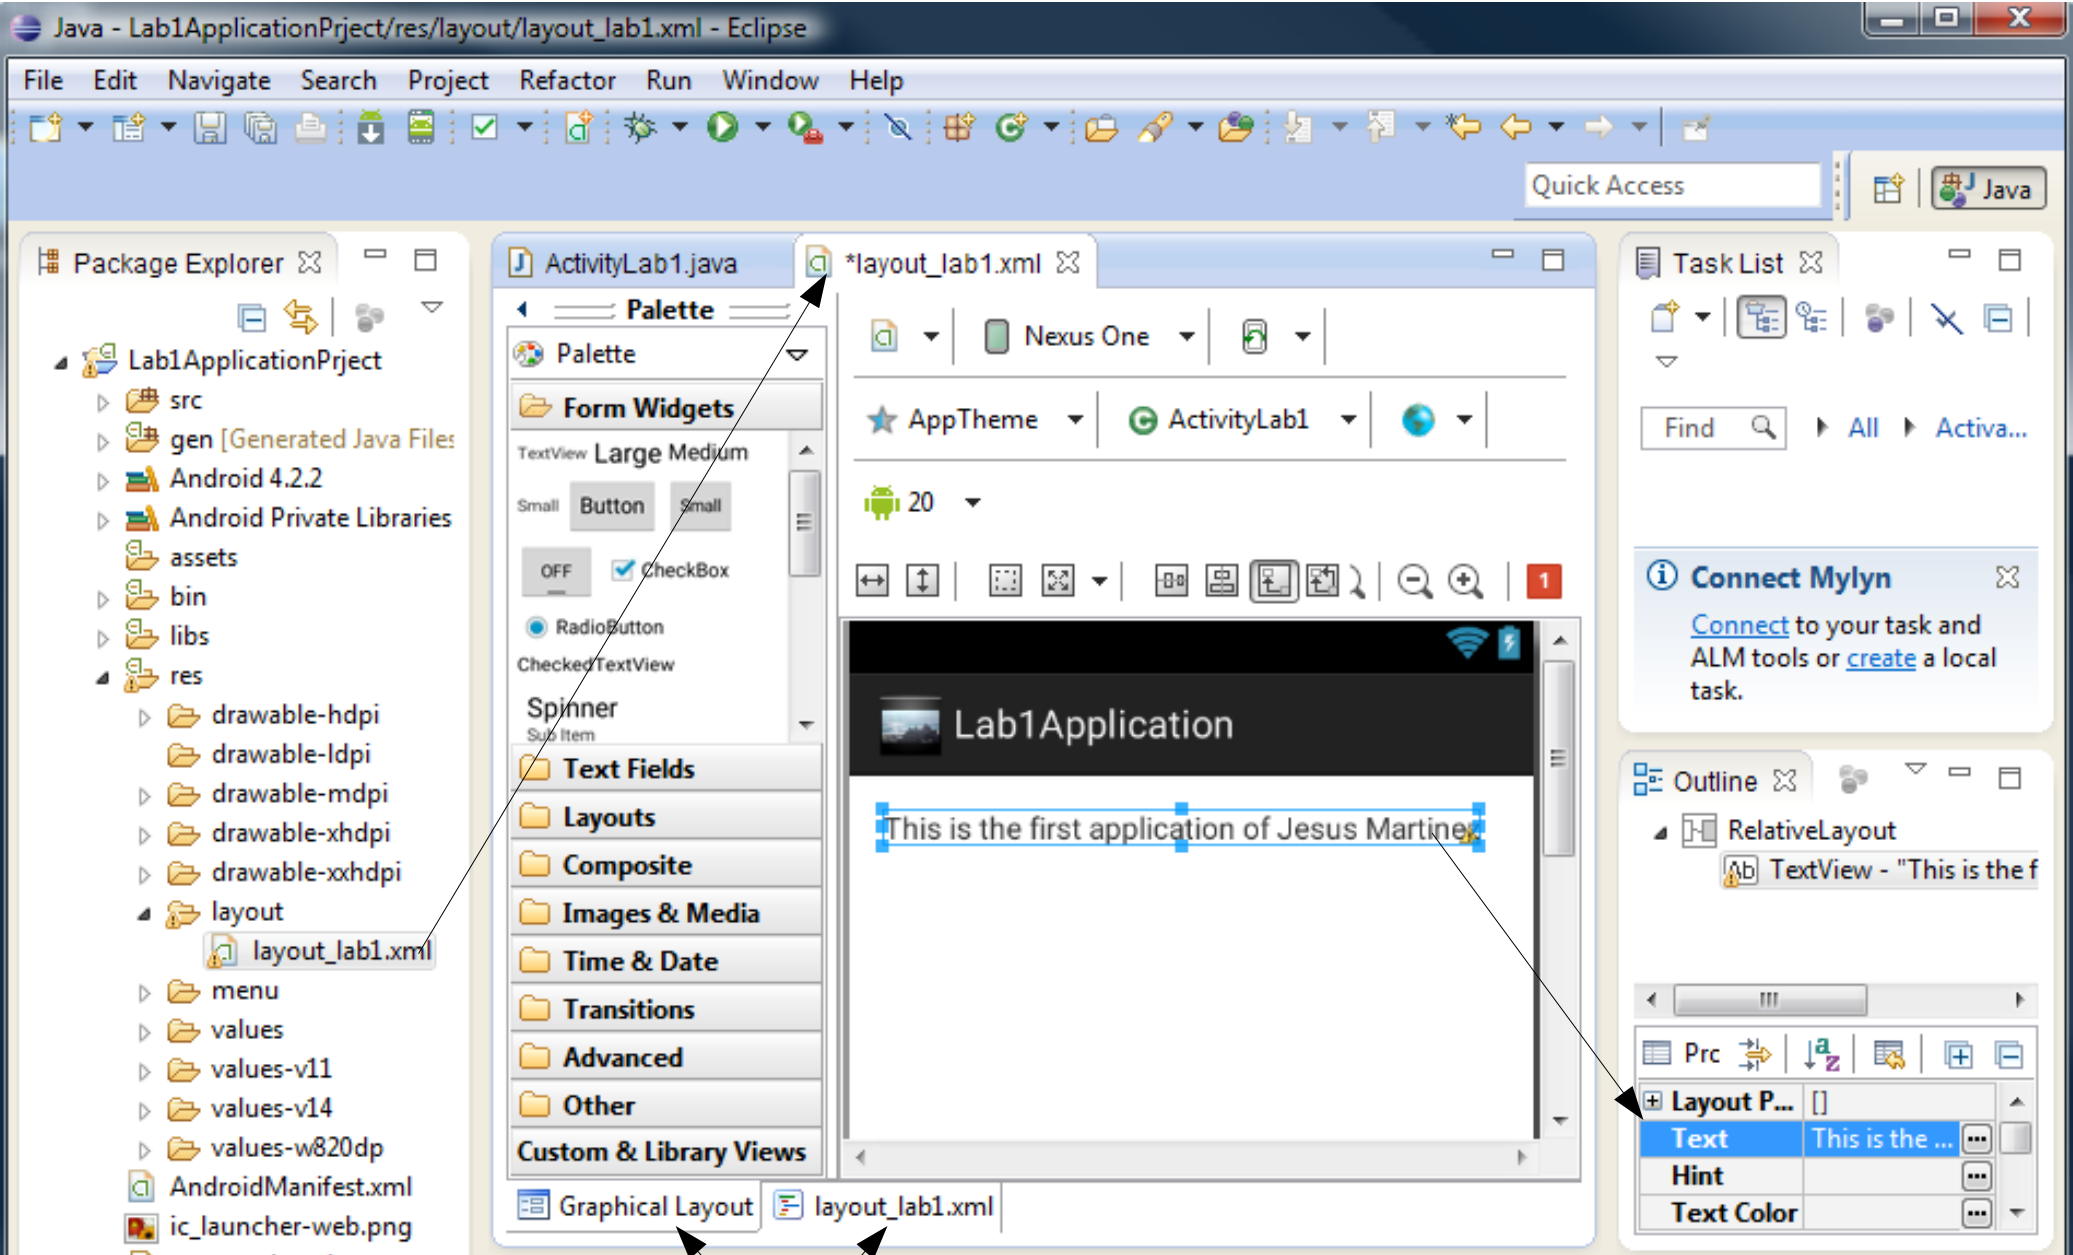 Java - Lab1ApplicationPrject/res/layout/layout_lab1.xml - Eclipse
File Edit Navigate Search Project Refactor Run Window Help
Quick Access
Java
Package Explorer
Lab1ApplicationPrject
src
gen [Generated Java Files
Android 4.2.2
Android Private Libraries
assets
bin
libs
res
drawable-hdpi
drawable-ldpi
drawable-mdpi
drawable-xhdpi
drawable-xxhdpi
layout
layout_lab1.xml
menu
values
values-v11
values-v14
values-w820dp
AndroidManifest.xml
ic_launcher-web.png
ActivityLab1.java
*layout_lab1.xml
Palette
Palette
Form Widgets
TextView Large Medium
Small Button Small
OFF CheckBox
RadioButton
CheckedTextView
Spinner
Sub Item
Text Fields
Layouts
Composite
Images & Media
Time & Date
Transitions
Advanced
Other
Custom & Library Views
Nexus One
AppTheme
ActivityLab1
20
1
Lab1Application
This is the first application of Jesus Martinez
Graphical Layout
layout_lab1.xml
Task List
Find
All
Activa...
Connect Mylyn
Connect to your task and
ALM tools or create a local
task.
Outline
RelativeLayout
Ab TextView - "This is the f
Prc
Layout P... []
Text This is the ...
Hint
Text Color